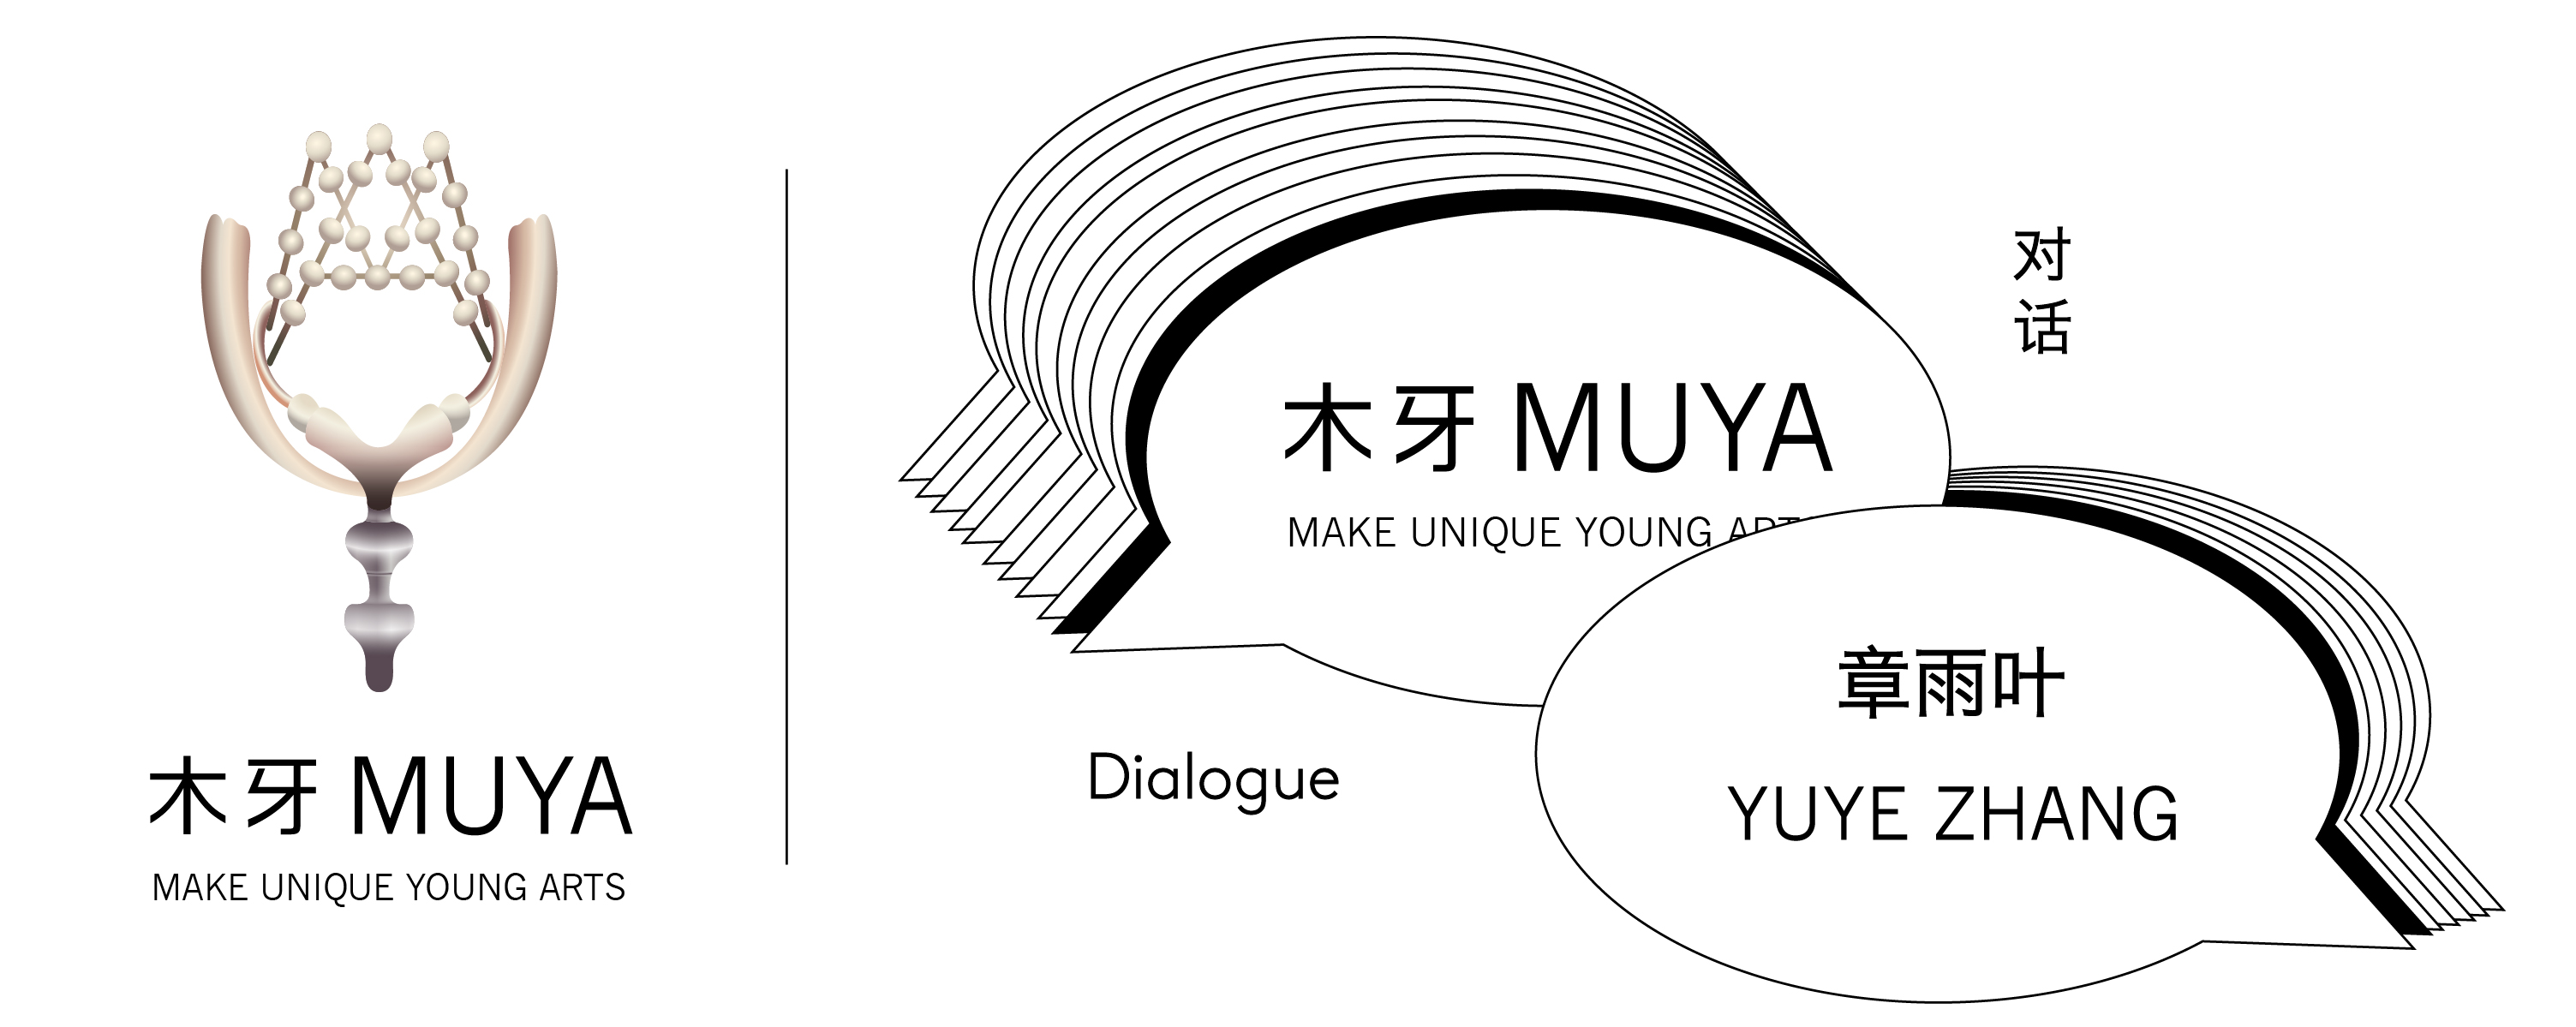 木牙 MUYA
MAKE UNIQUE YOUNG ARTS
对话
木牙 MUYA
MAKE UNIQUE YOUNG
章雨叶
YUYE ZHANG
Dialogue